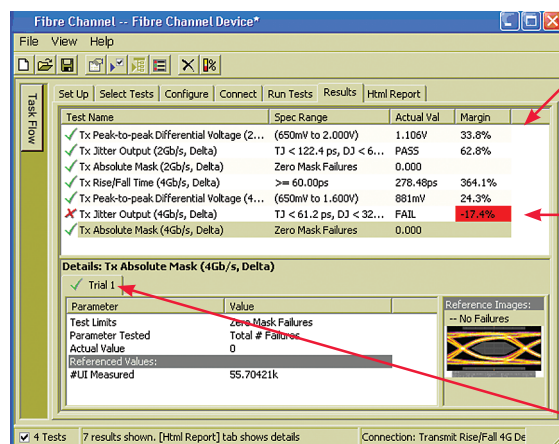 Fibre Channel -- Fibre Channel Device*
File View Help
Task Flow
Set Up Select Tests Configure Connect Run Tests Results Html Report
Test Name Spec Range Actual Val Margin
Tx Peak-to-peak Differential Voltage (2... (650mV to 2.000V) 1.106V 33.8%
Tx Jitter Output (2Gb/s, Delta) TJ < 122.4 ps, DJ < 6... PASS 62.8%
Tx Absolute Mask (2Gb/s, Delta) Zero Mask Failures 0.000
Tx Rise/Fall Time (4Gb/s, Delta) >= 60.00ps 278.48ps 364.1%
Tx Peak-to-peak Differential Voltage (4... (650mV to 1.600V) 881mV 24.3%
Tx Jitter Output (4Gb/s, Delta) TJ < 61.2 ps, DJ < 32... FAIL -17.4%
Tx Absolute Mask (4Gb/s, Delta) Zero Mask Failures 0.000
Details: Tx Absolute Mask (4Gb/s, Delta)
Trial 1
Parameter Value
Test Limits Zero Mask Failures
Parameter Tested Total # Failures
Actual Value 0
Referenced Values:
#UI Measured 55.70421k
Reference Images:
-- No Failures
4 Tests 7 results shown. [Html Report] tab shows details Connection: Transmit Rise/Fall 4G De